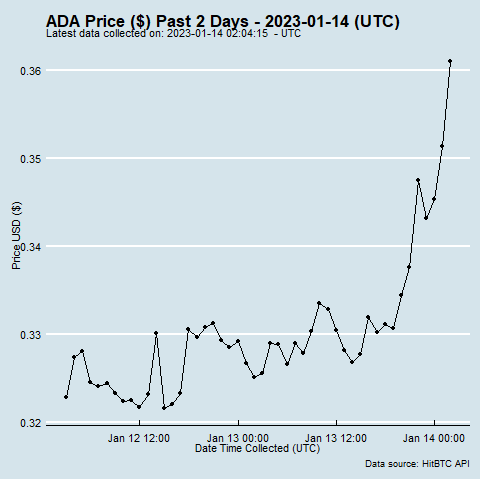 ADA Price ($) Past 2 Days - 2023-01-14 (UTC)
Latest data collected on: 2023-01-14 02:04:15  - UTC
0.36
0.35
0.34
0.33
0.32
Price USD ($)
Jan 12 12:00
Jan 13 00:00
Jan 13 12:00
Jan 14 00:00
Date Time Collected (UTC)
Data source: HitBTC API